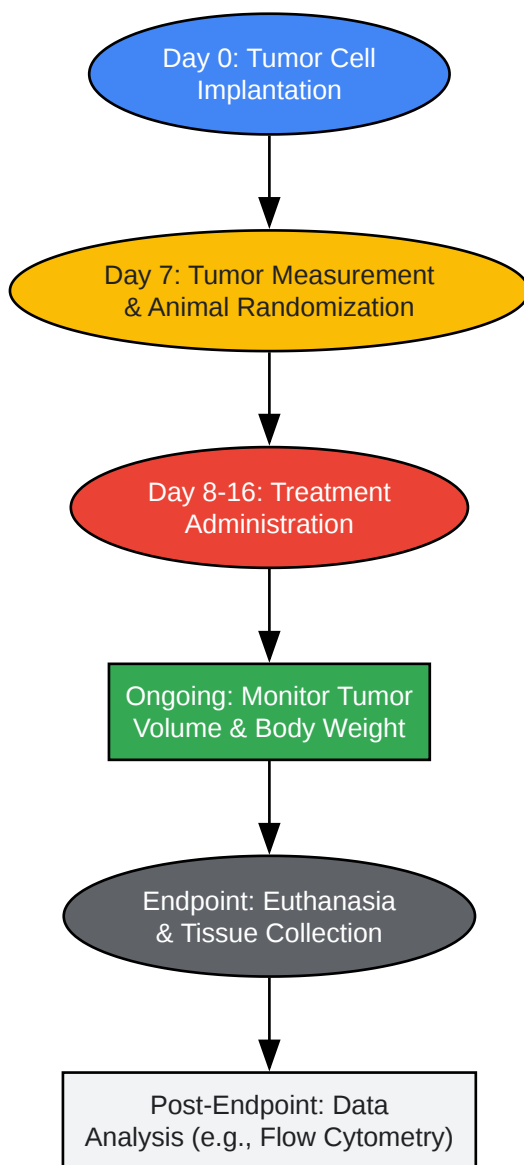 Day 0: Tumor Cell
Implantation
Day 7: Tumor Measurement
& Animal Randomization
Day 8-16: Treatment
Administration
Ongoing: Monitor Tumor
Volume & Body Weight
Endpoint: Euthanasia
& Tissue Collection
Post-Endpoint: Data
Analysis (e.g., Flow Cytometry)